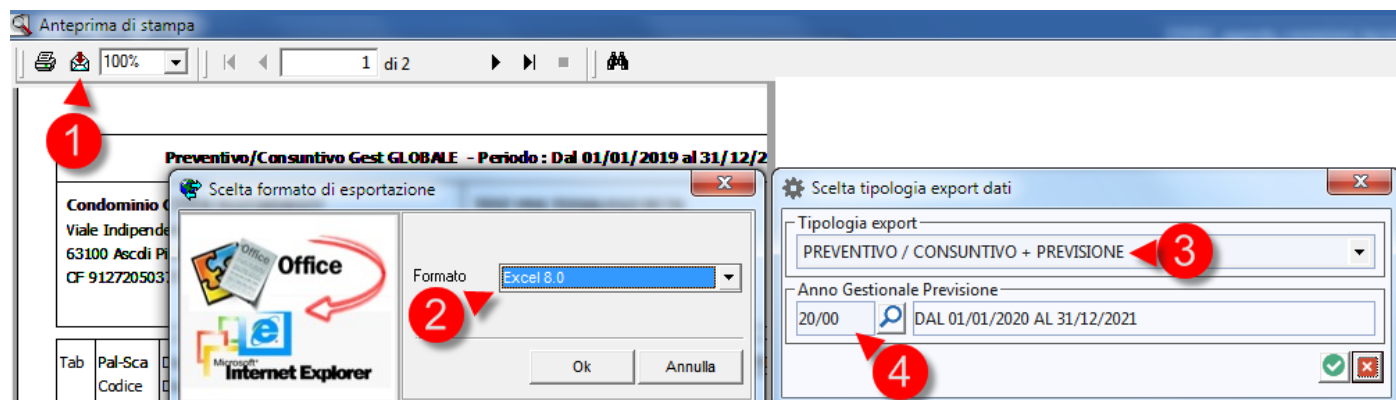 Anteprima di stampa
100%
1 di 2
1
Preventivo/Consuntivo Gest GLOBALE - Periodo : Dal 01/01/2019 al 31/12/2
Condominio
Viale Indipende
63100 Ascoli Pi
CF 912720503
Tab Pal-Sca
Codice
Scelta formato di esportazione
Office
Office
Microsoft
Internet Explorer
Formato
Excel 8.0
2
Ok
Annulla
Scelta tipologia export dati
Tipologia export
PREVENTIVO / CONSUNTIVO + PREVISIONE
3
Anno Gestionale Previsione
20/00
DAL 01/01/2020 AL 31/12/2021
4